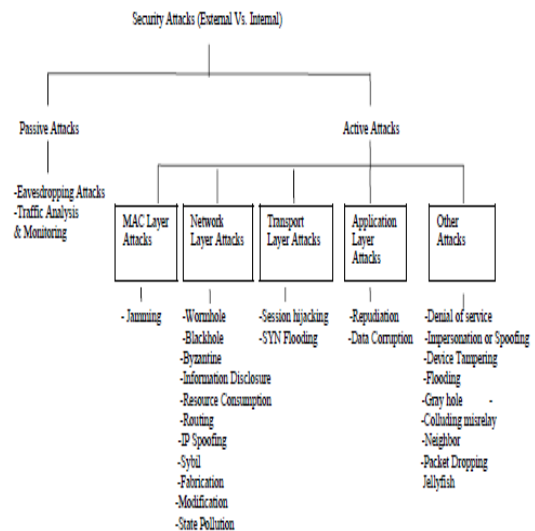 Security Attacks (External Vs. Internal)
Passive Attacks
Active Attacks
-Eavesdropping Attacks
-Traffic Analysis
& Monitoring
MAC Layer
Attacks
Network
Layer Attacks
Transport
Layer Attacks
Application
Layer
Attacks
Other
Attacks
- Jamming
-Wormhole
-Blackhole
-Byzantine
-Information Disclosure
-Resource Consumption
-Routing
-IP Spoofing
-Sybil
-Fabrication
-Modification
-State Pollution
-Session hijacking
-SYN Flooding
-Repudiation
-Data Corruption
-Denial of service
-Impersonation or Spoofing
-Device Tampering
-Flooding
-Gray hole -
-Colluding misrelay
-Neighbor
-Packet Dropping
Jellyfish